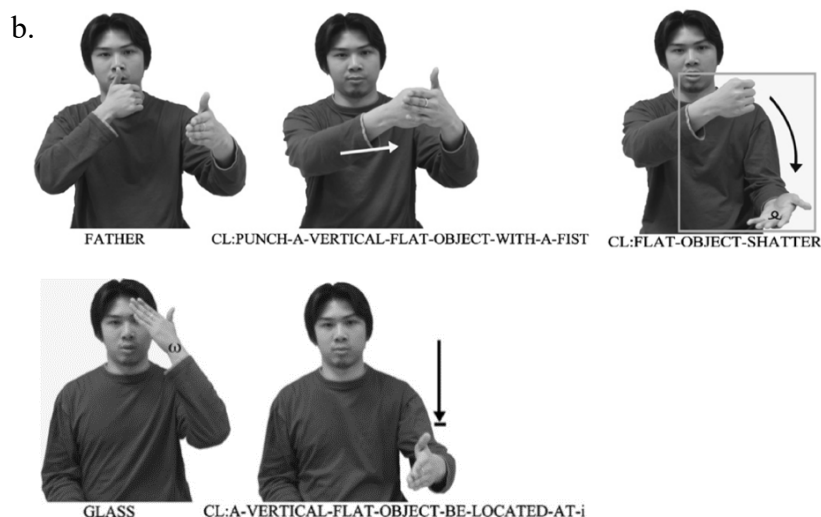 b.
FATHER
CL:PUNCH-A-VERTICAL-FLAT-OBJECT-WITH-A-FIST
CL:FLAT-OBJECT-SHATTER
ω
GLASS
CL:A-VERTICAL-FLAT-OBJECT-BE-LOCATED-AT-i